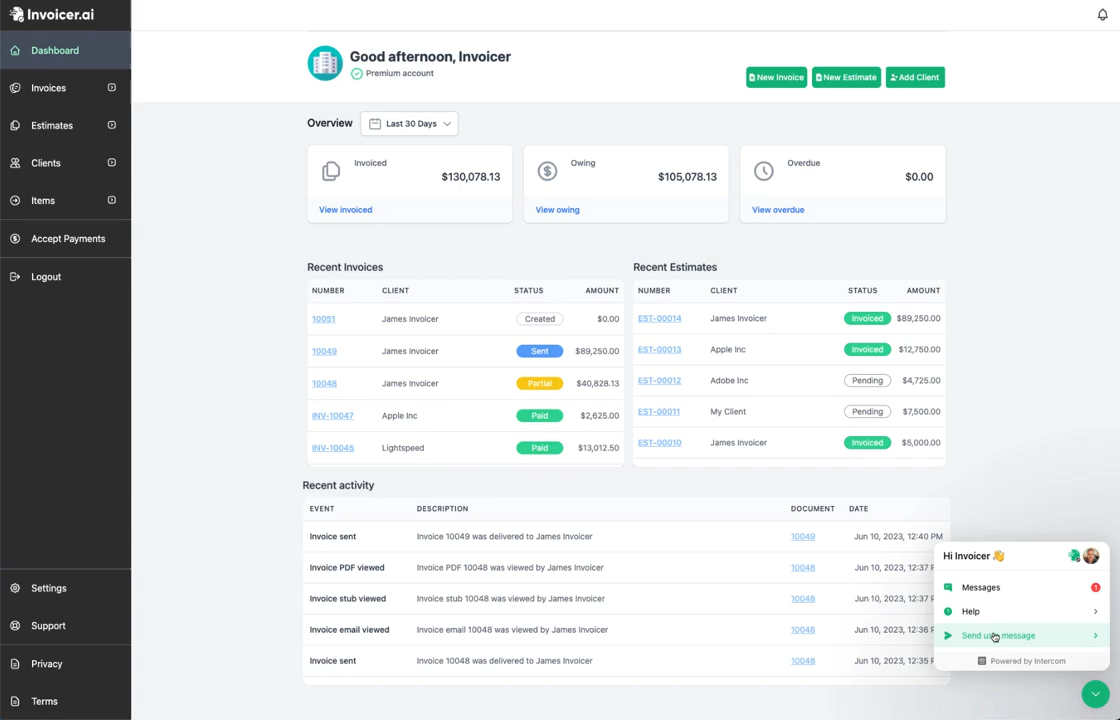 Invoicer.ai
Dashboard
Invoices
Estimates
Clients
Items
Accept Payments
Logout
Settings
Support
Privacy
Terms
Good afternoon, Invoicer
Premium account
New Invoice New Estimate Add Client
Overview Last 30 Days
Invoiced
$130,078.13
View invoiced
Owing
$105,078.13
View owing
Overdue
$0.00
View overdue
Recent Invoices
NUMBER CLIENT STATUS AMOUNT
10051 James Invoicer Created $0.00
10049 James Invoicer Sent $89,250.00
10048 James Invoicer Partial $40,828.13
INV-10047 Apple Inc Paid $2,625.00
INV-10045 Lightspeed Paid $13,012.50
Recent Estimates
NUMBER CLIENT STATUS AMOUNT
EST-00014 James Invoicer Invoiced $89,250.00
EST-00013 Apple Inc Invoiced $12,750.00
EST-00012 Adobe Inc Pending $4,725.00
EST-00011 My Client Pending $7,500.00
EST-00010 James Invoicer Invoiced $5,000.00
Recent activity
EVENT DESCRIPTION DOCUMENT DATE
Invoice sent Invoice 10049 was delivered to James Invoicer 10049 Jun 10, 2023, 12:40 PM
Invoice PDF viewed Invoice PDF 10048 was viewed by James Invoicer 10048 Jun 10, 2023, 12:37 P
Invoice stub viewed Invoice stub 10048 was viewed by James Invoicer 10048 Jun 10, 2023, 12:37 P
Invoice email viewed Invoice email 10048 was viewed by James Invoicer 10048 Jun 10, 2023, 12:36 P
Invoice sent Invoice 10048 was delivered to James Invoicer 10048 Jun 10, 2023, 12:35 P
Hi Invoicer 👋
Messages 1
Help
Send us message
Powered by Intercom